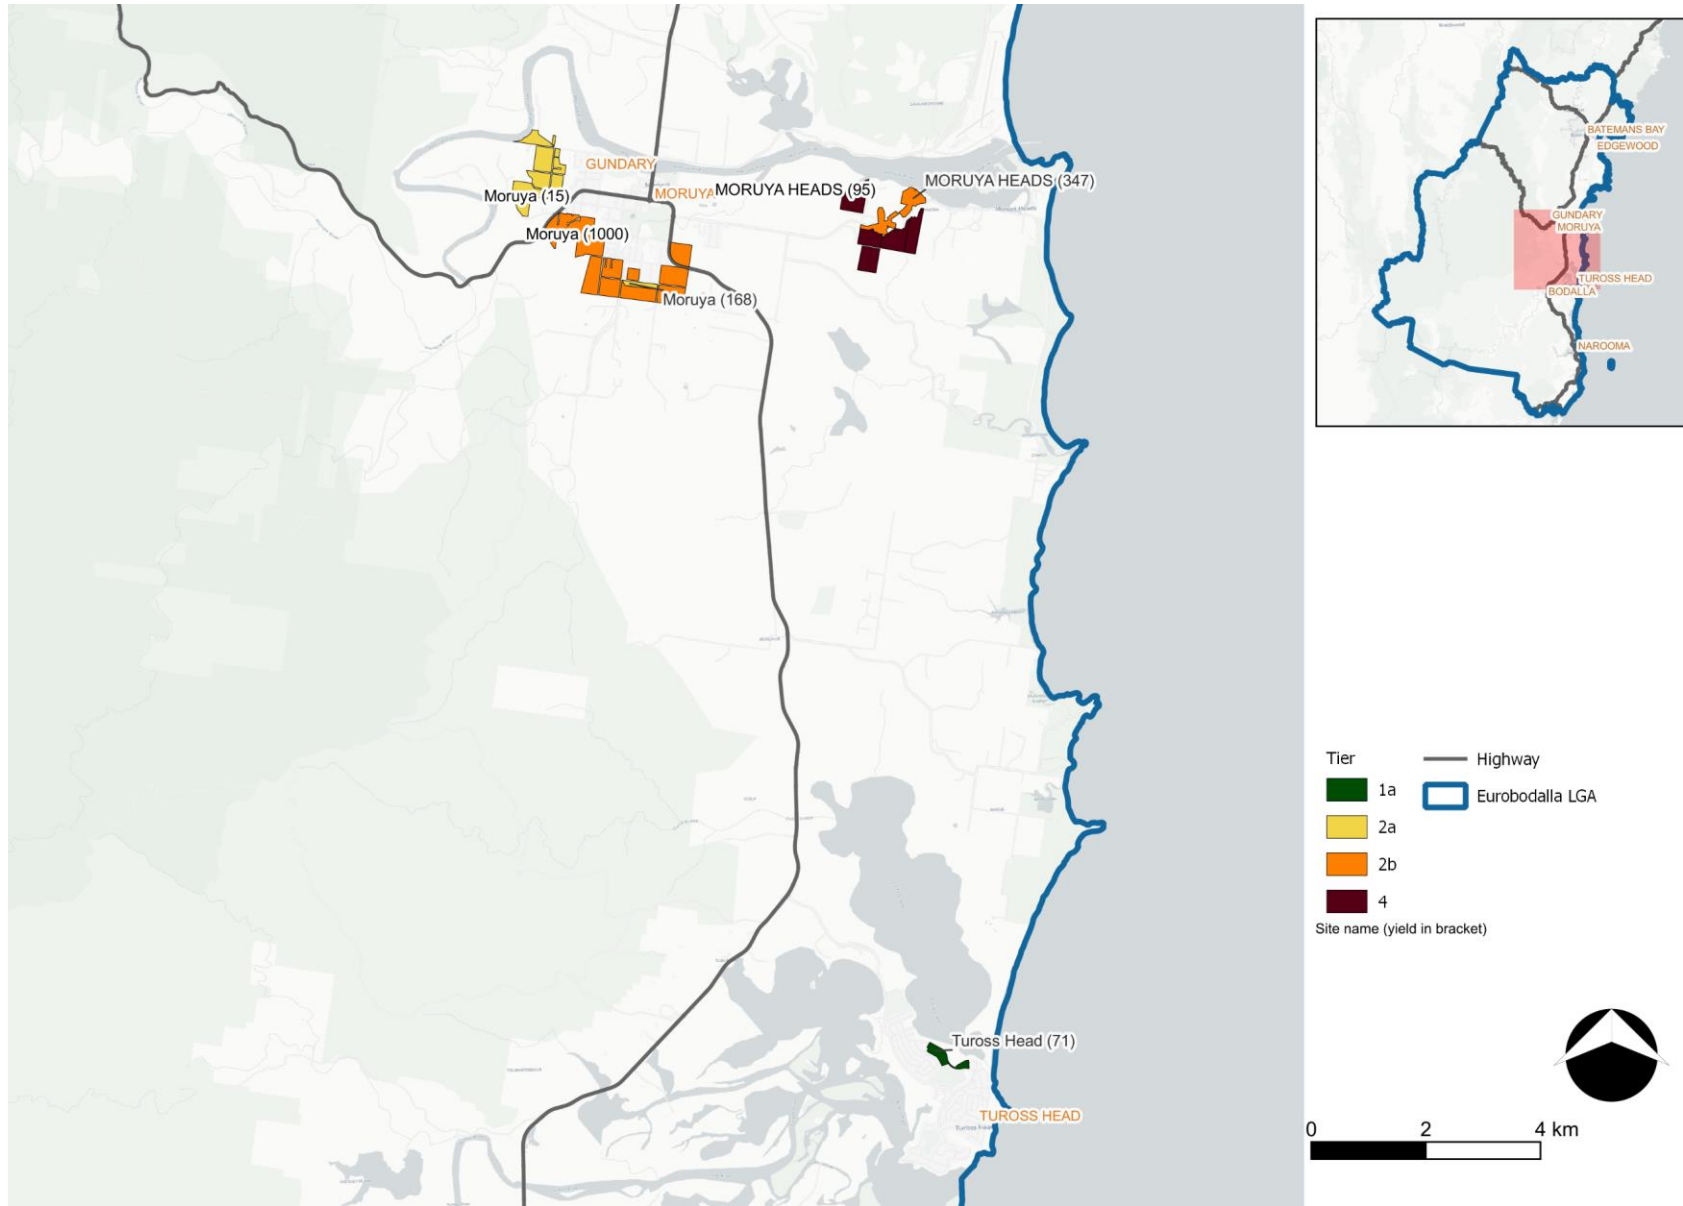 GUNDARY
Moruya (15)
MORUYA
MORUYA HEADS (95)
MORUYA HEADS (347)
Moruya (1000)
Moruya (168)
Tuross Head (71)
TUROSS HEAD
Tuross Head
BATEMANS BAY
EDGEWOOD
GUNDARY
MORUYA
TUROSS HEAD
BODALLA
NAROOMA
Tier
1a
2a
2b
4
Highway
Eurobodalla LGA
Site name (yield in bracket)
0 2 4 km